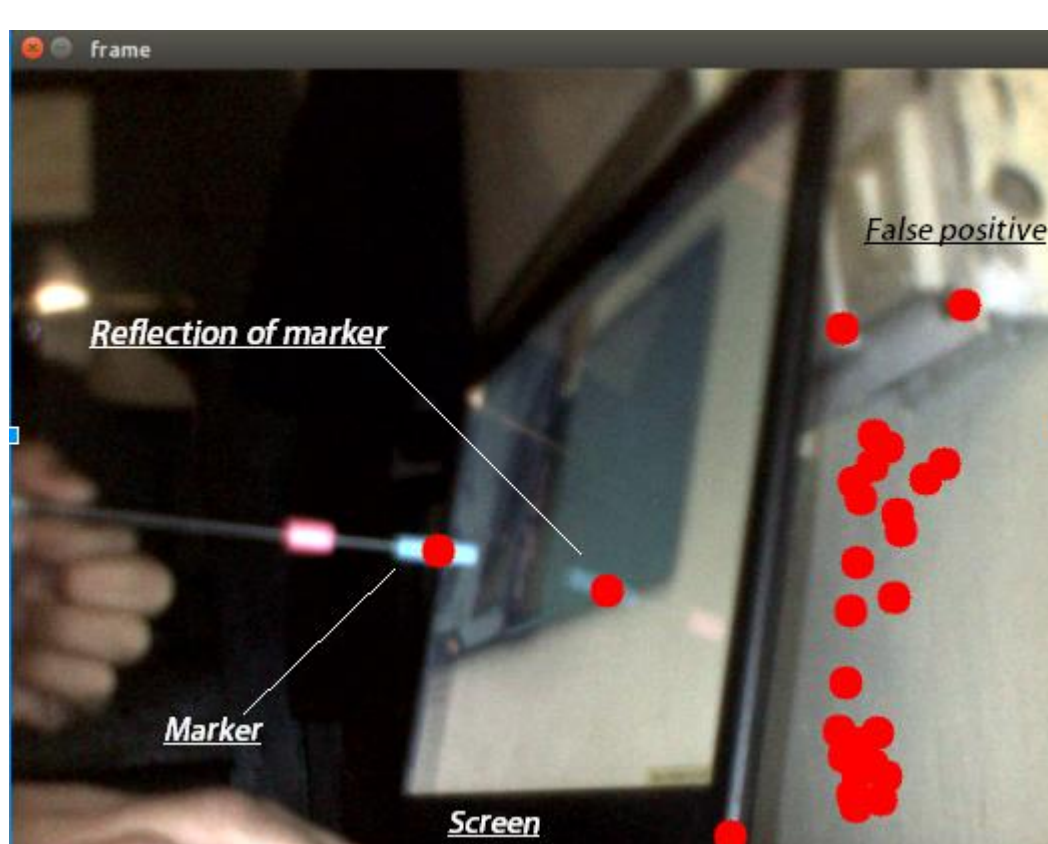 frame
False positive
Reflection of marker
Marker
Screen